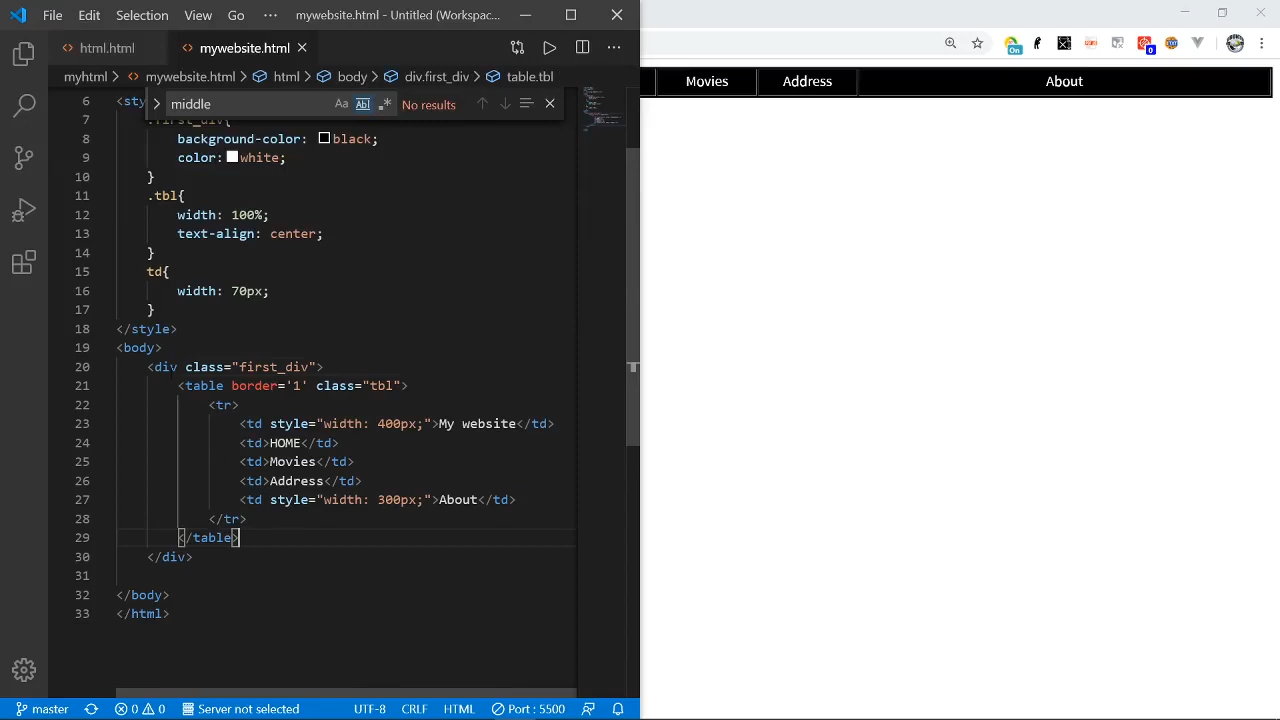 File Edit Selection View Go ··· mywebsite.html - Untitled (Workspac...
html.html mywebsite.html
myhtml > mywebsite.html > html > body > div.first_div > table.tbl
middle Aa Ab No results
6 <sty
7 .first_div{
8 background-color: black;
9 color: white;
10 }
11 .tbl{
12 width: 100%;
13 text-align: center;
14 }
15 td{
16 width: 70px;
17 }
18 </style>
19 <body>
20 <div class="first_div">
21 <table border='1' class="tbl">
22 <tr>
23 <td style="width: 400px;">My website</td>
24 <td>HOME</td>
25 <td>Movies</td>
26 <td>Address</td>
27 <td style="width: 300px;">About</td>
28 </tr>
29 </table>
30 </div>
31
32 </body>
33 </html>
master 0 0 Server not selected UTF-8 CRLF HTML Port : 5500
On 0
Movies Address About